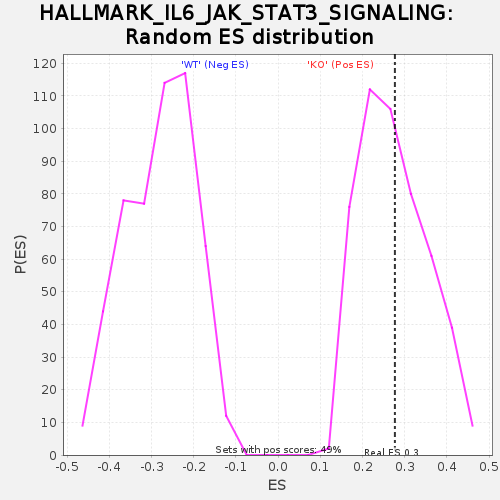 HALLMARK_IL6_JAK_STAT3_SIGNALING:
Random ES distribution
'WT' (Neg ES)
'KO' (Pos ES)
120
110
100
90
80
70
60
50
40
30
20
10
0
P(ES)
Sets with pos scores: 49%
Real ES 0.3
-0.5 -0.4 -0.3 -0.2 -0.1 0.0 0.1 0.2 0.3 0.4 0.5
ES